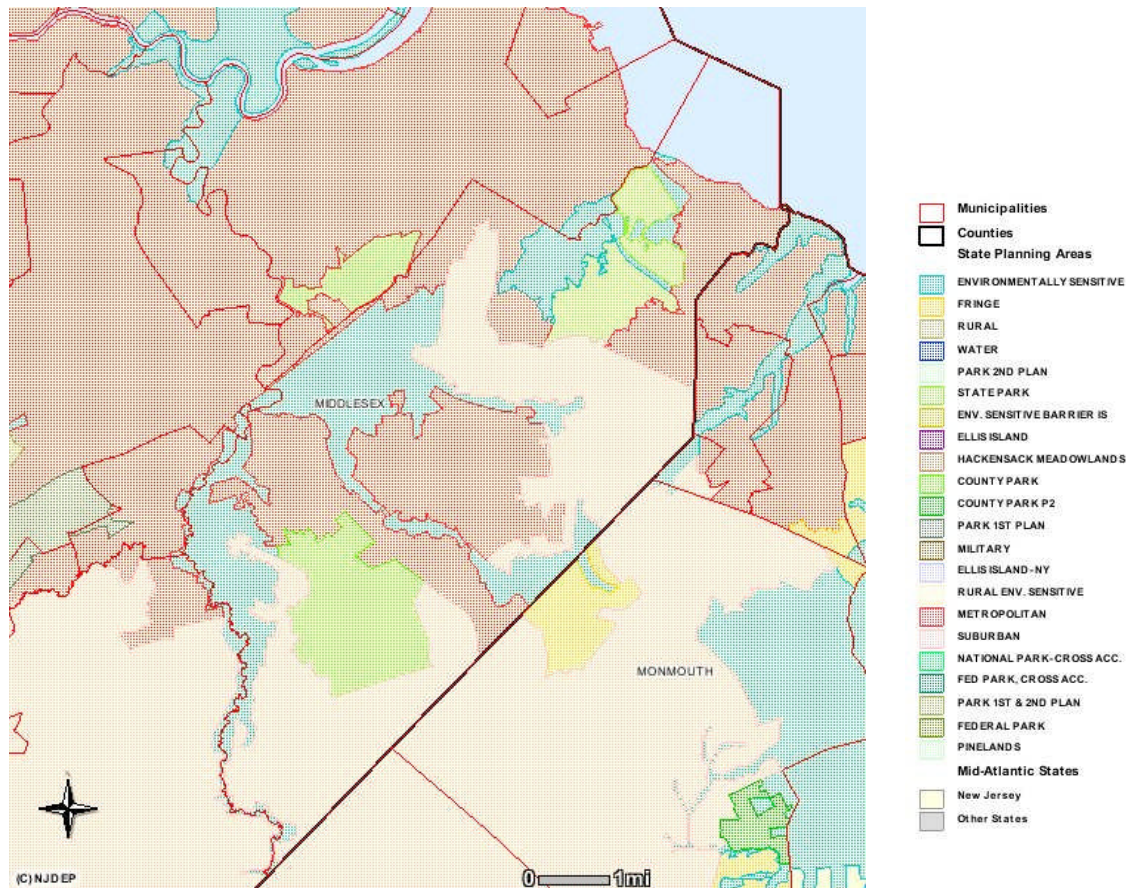 MIDDLESEX
MONMOUTH
(C) NJDEP
0 1mi
Municipalities
Counties
State Planning Areas
ENVIRONMENTALLY SENSITIVE
FRINGE
RURAL
WATER
PARK 2ND PLAN
STATE PARK
ENV. SENSITIVE BARRIER IS
ELLIS ISLAND
HACKENSACK MEADOWLANDS
COUNTY PARK
COUNTY PARK P2
PARK 1ST PLAN
MILITARY
ELLIS ISLAND-NY
RURAL ENV. SENSITIVE
METROPOLITAN
SUBURBAN
NATIONAL PARK-CROSS ACC.
FED PARK, CROSS ACC.
PARK 1ST & 2ND PLAN
FEDERAL PARK
PINELANDS
Mid-Atlantic States
New Jersey
Other States